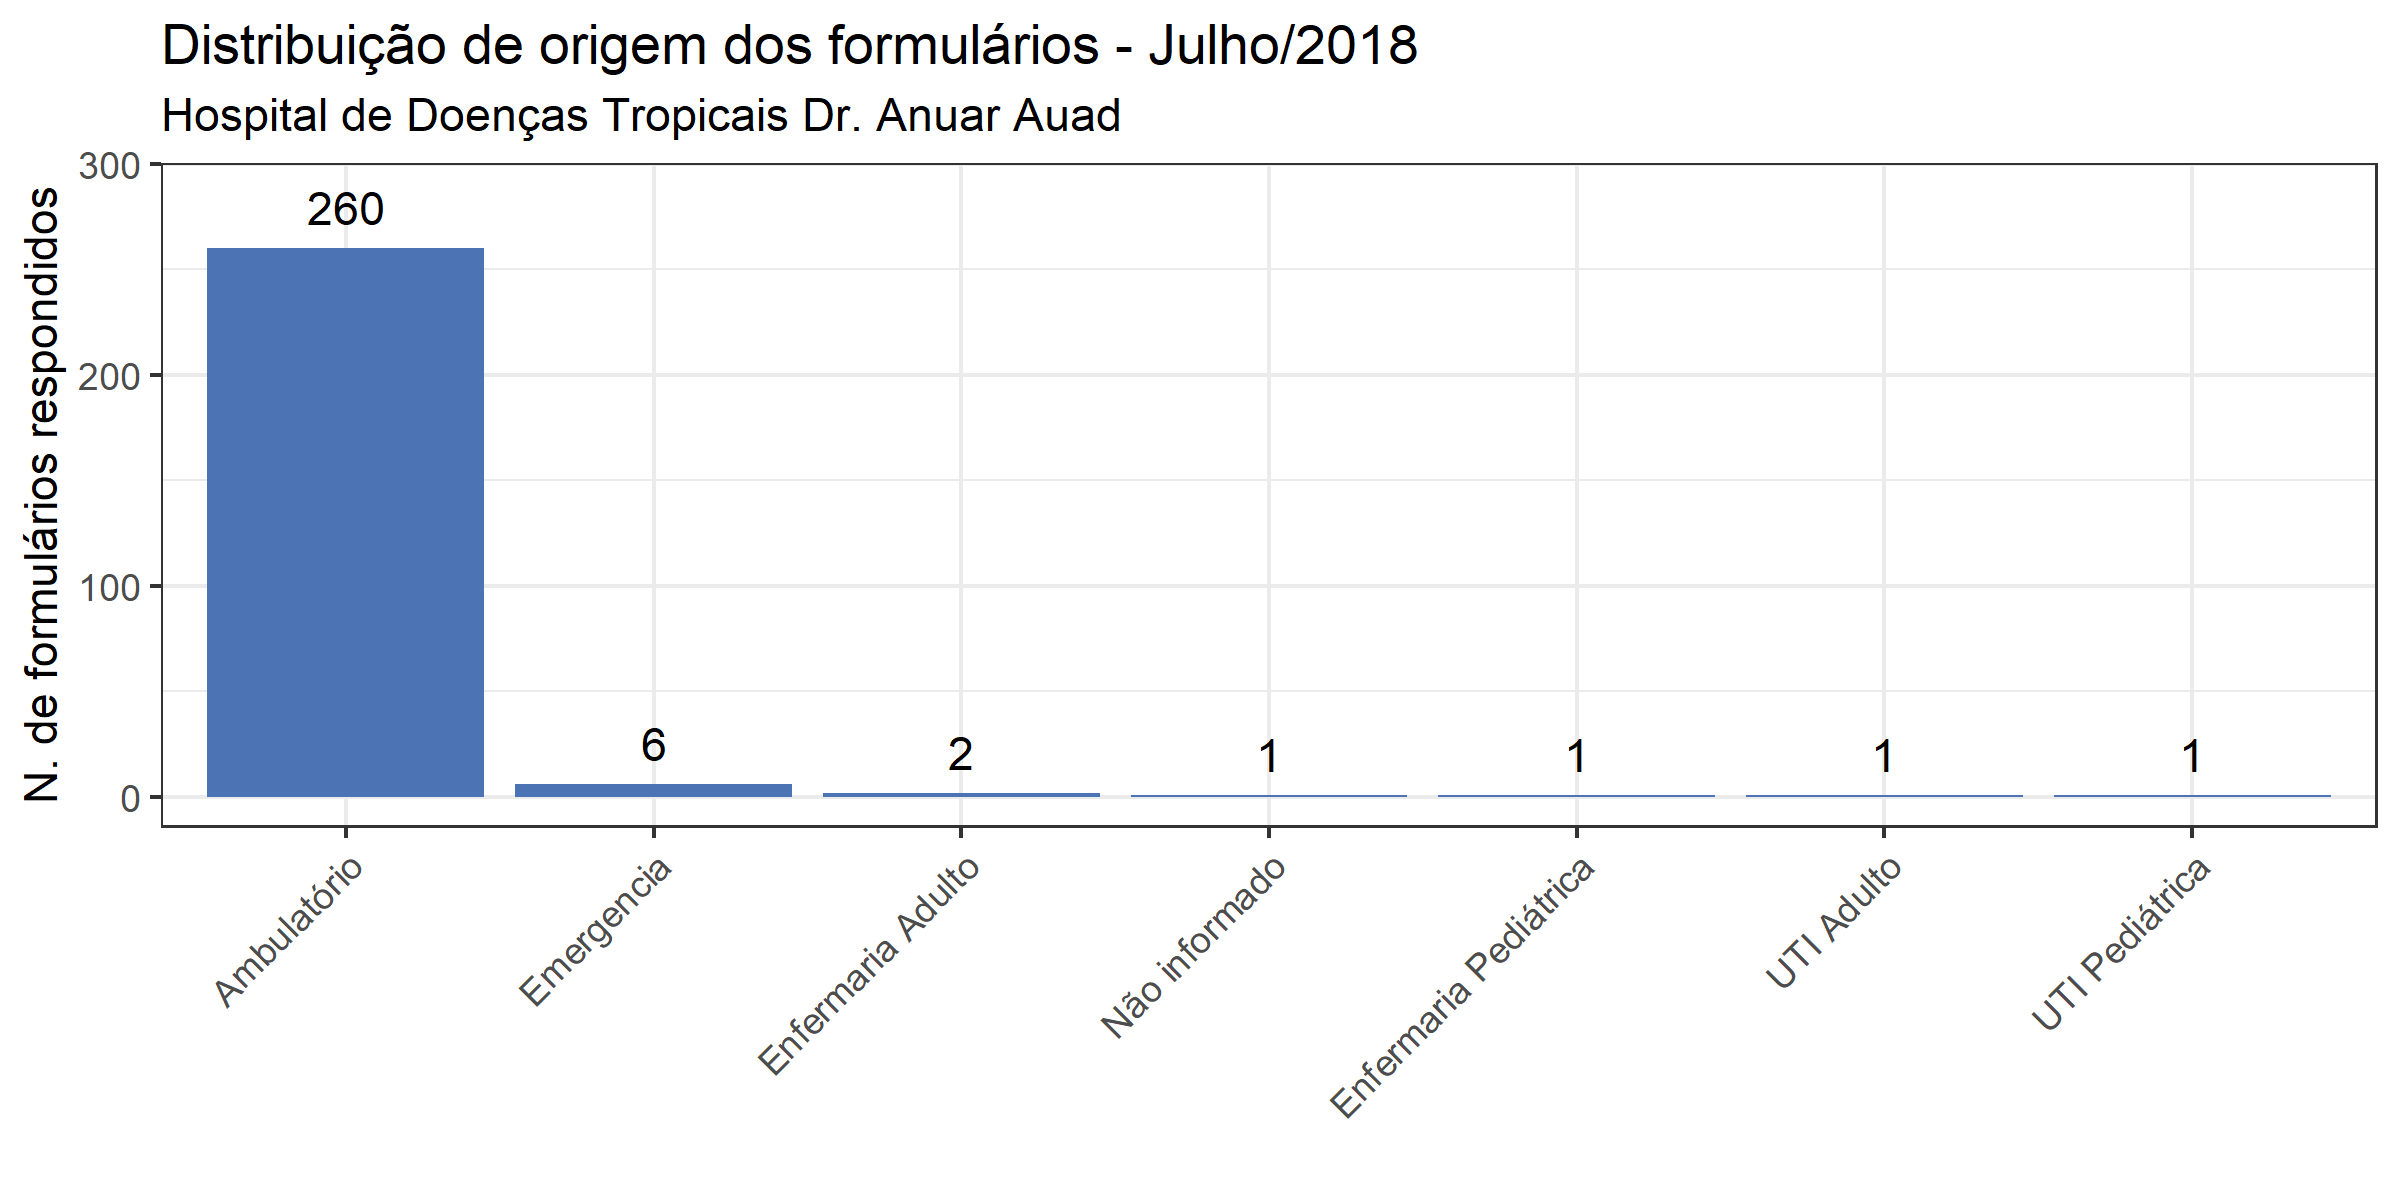 Distribuição de origem dos formulários - Julho/2018
Hospital de Doenças Tropicais Dr. Anuar Auad
N. de formulários respondidos
300
200
100
0
260
6
2
1
1
1
1
Ambulatório
Emergencia
Enfermaria Adulto
Não informado
Enfermaria Pediátrica
UTI Adulto
UTI Pediátrica